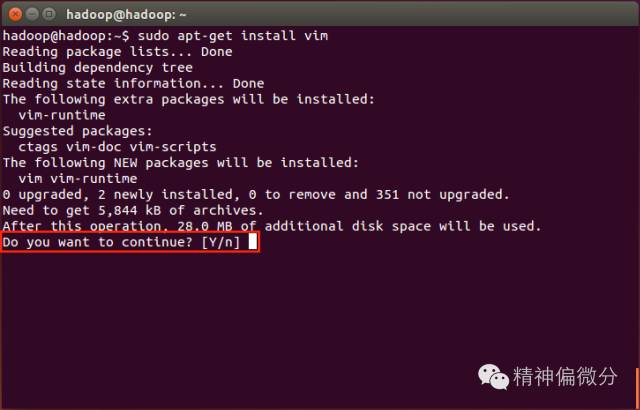 hadoop@hadoop: ~
hadoop@hadoop:~$ sudo apt-get install vim
Reading package lists... Done
Building dependency tree
Reading state information... Done
The following extra packages will be installed:
  vim-runtime
Suggested packages:
  ctags vim-doc vim-scripts
The following NEW packages will be installed:
  vim vim-runtime
0 upgraded, 2 newly installed, 0 to remove and 351 not upgraded.
Need to get 5,844 kB of archives.
After this operation, 28.0 MB of additional disk space will be used.
Do you want to continue? [Y/n]
精神偏微分